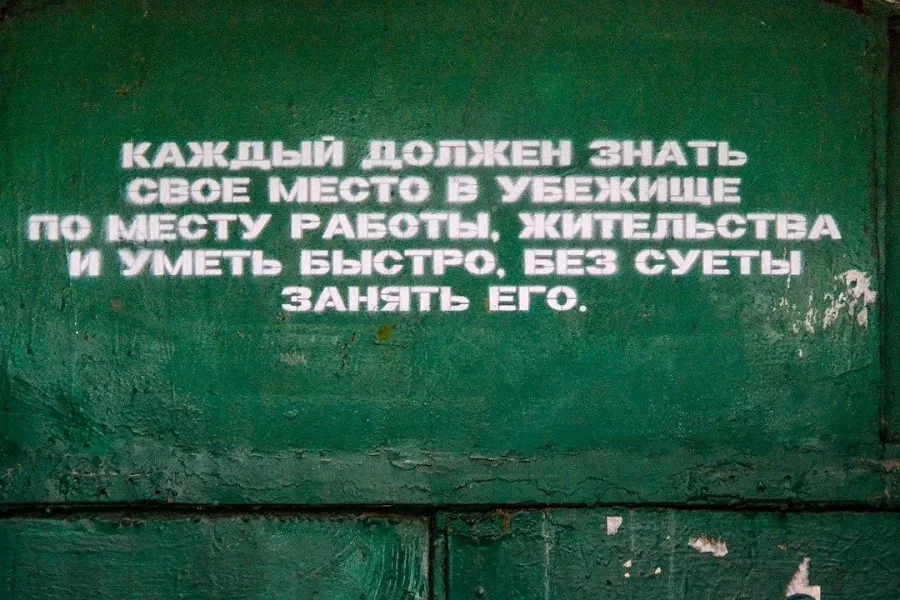 КАЖДЫЙ ДОЛЖЕН ЗНАТЬ
СВОЕ МЕСТО В УБЕЖИЩЕ
ПО МЕСТУ РАБОТЫ, ЖИТЕЛЬСТВА
И УМЕТЬ БЫСТРО, БЕЗ СУЕТЫ
ЗАНЯТЬ ЕГО.